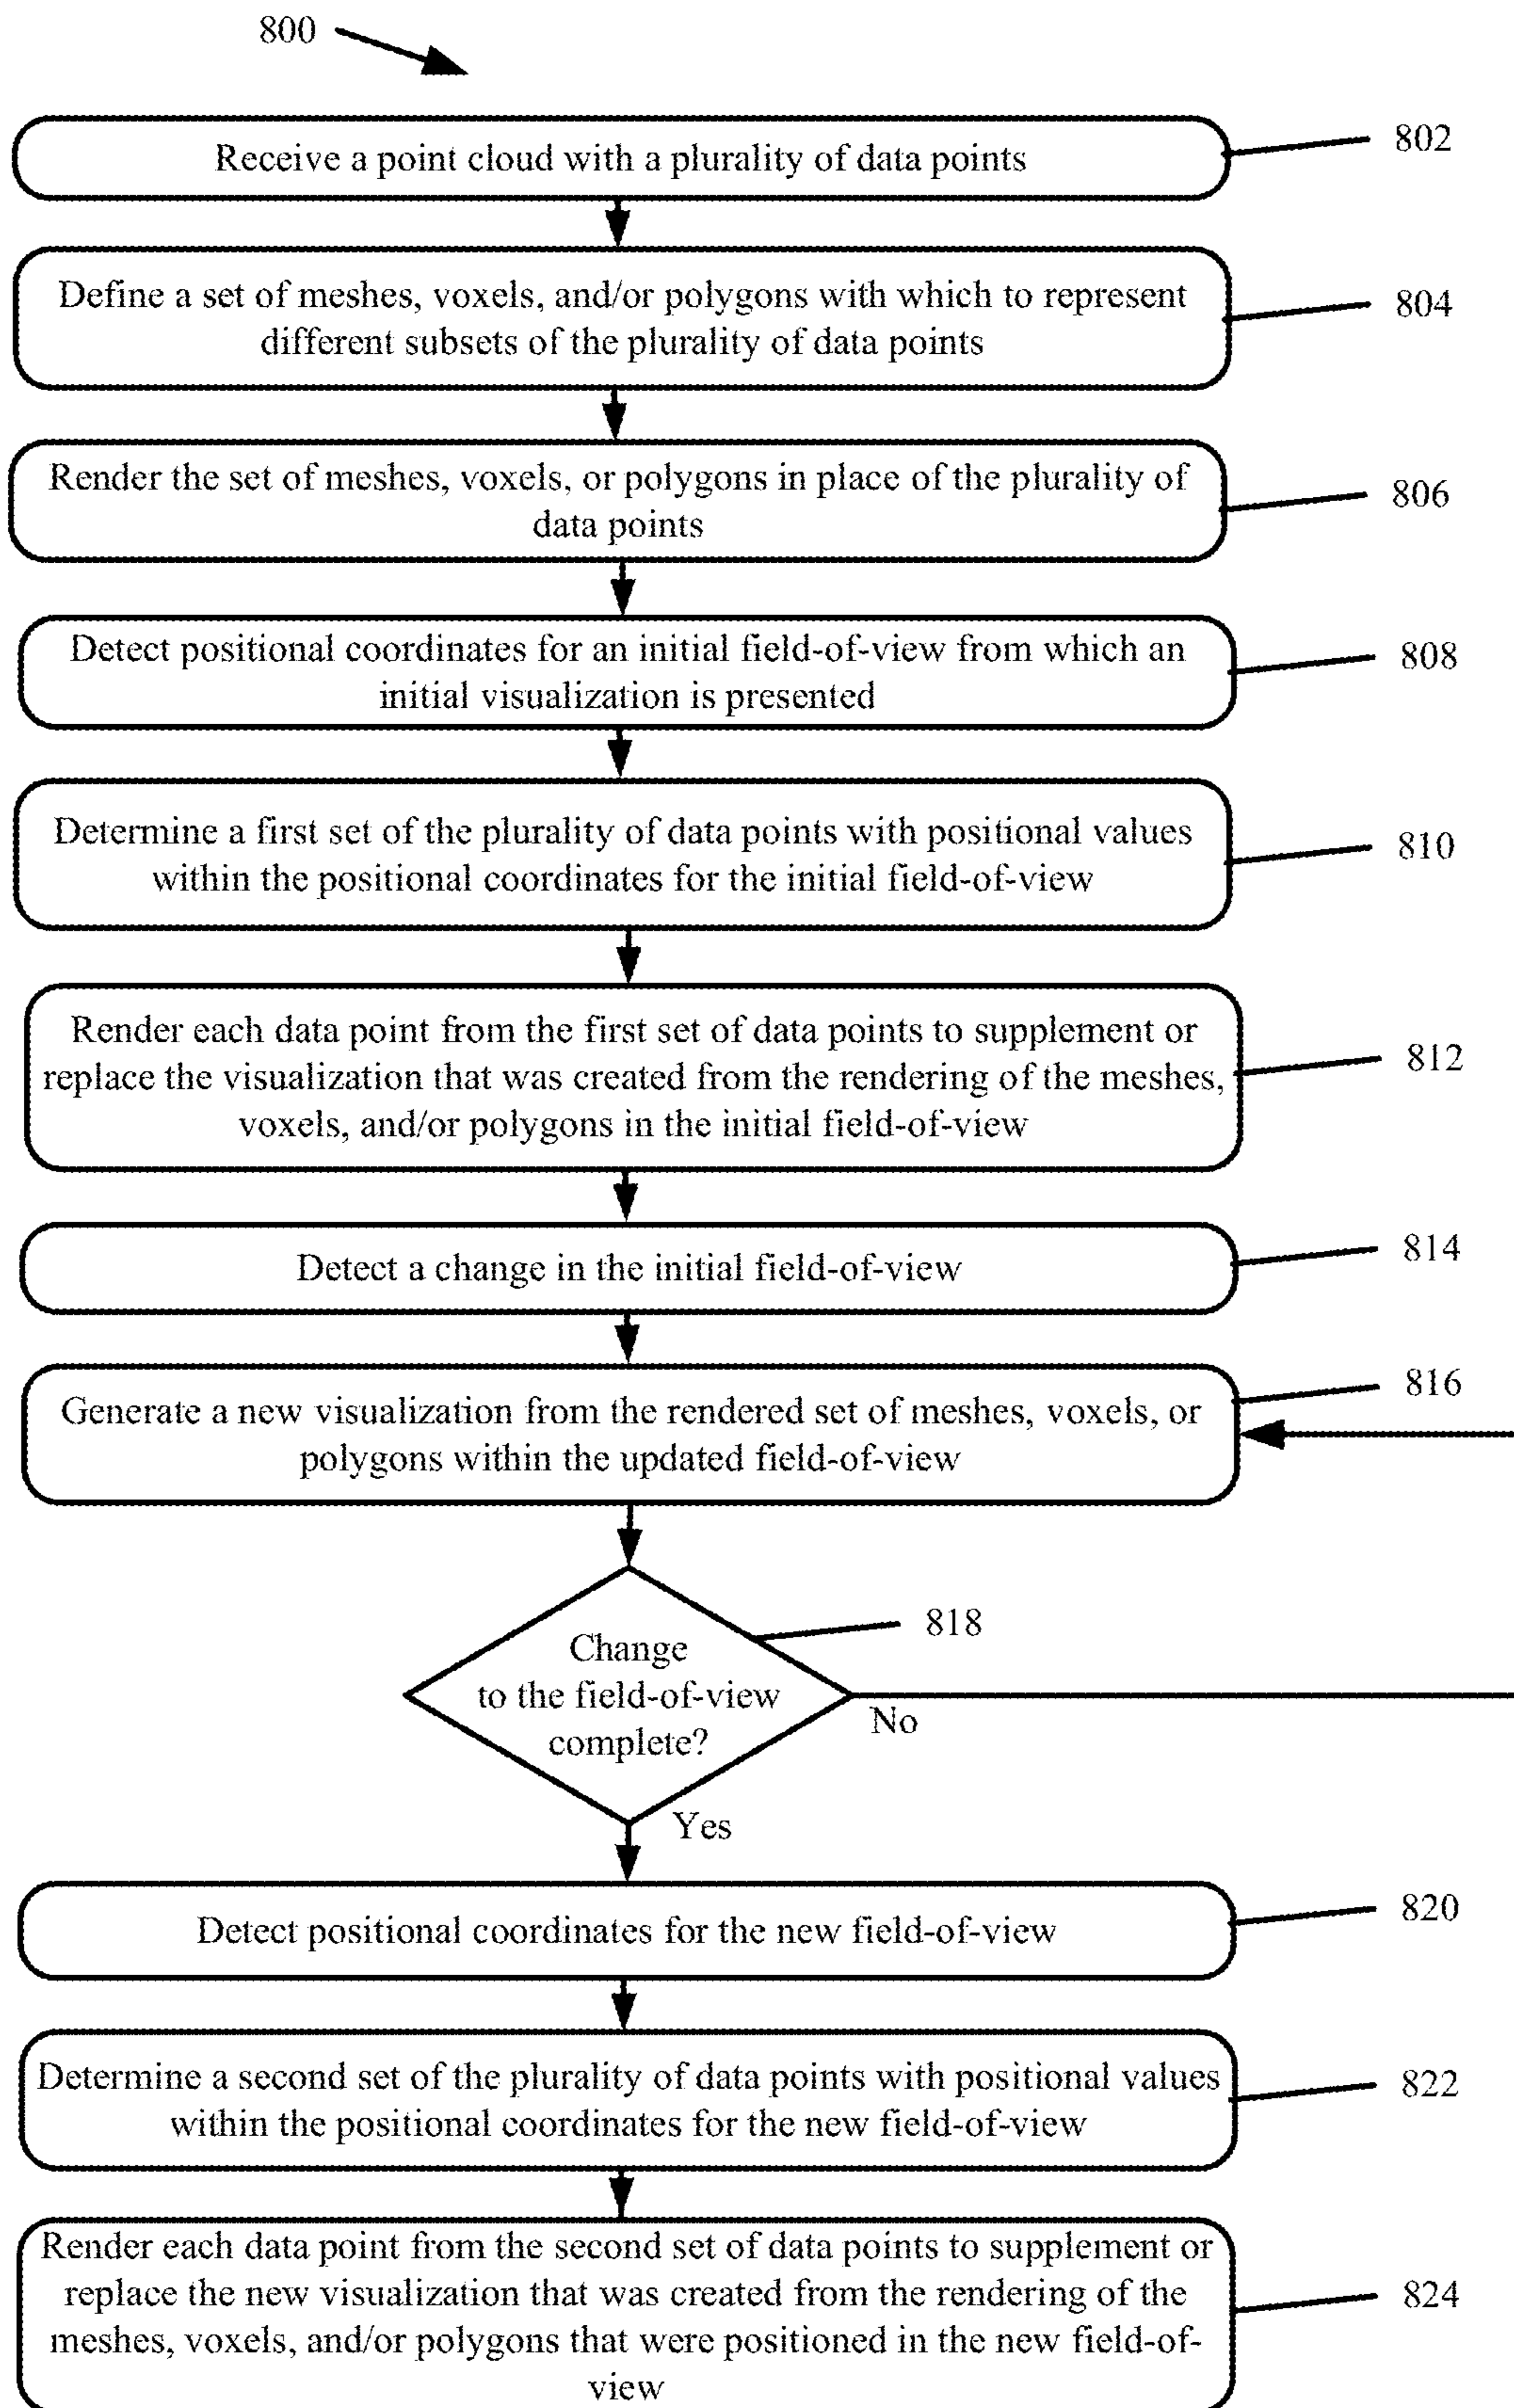 800
Receive a point cloud with a plurality of data points
802
Define a set of meshes, voxels, and/or polygons with which to represent
different subsets of the plurality of data points
804
Render the set of meshes, voxels, or polygons in place of the plurality of
data points
806
Detect positional coordinates for an initial field-of-view from which an
initial visualization is presented
808
Determine a first set of the plurality of data points with positional values
within the positional coordinates for the initial field-of-view
810
Render each data point from the first set of data points to supplement or
replace the visualization that was created from the rendering of the meshes,
voxels, and/or polygons in the initial field-of-view
812
Detect a change in the initial field-of-view
814
Generate a new visualization from the rendered set of meshes, voxels, or
polygons within the updated field-of-view
816
Change
to the field-of-view
complete?
818
No
Yes
Detect positional coordinates for the new field-of-view
820
Determine a second set of the plurality of data points with positional values
within the positional coordinates for the new field-of-view
822
Render each data point from the second set of data points to supplement or
replace the new visualization that was created from the rendering of the
meshes, voxels, and/or polygons that were positioned in the new field-of-
view
824